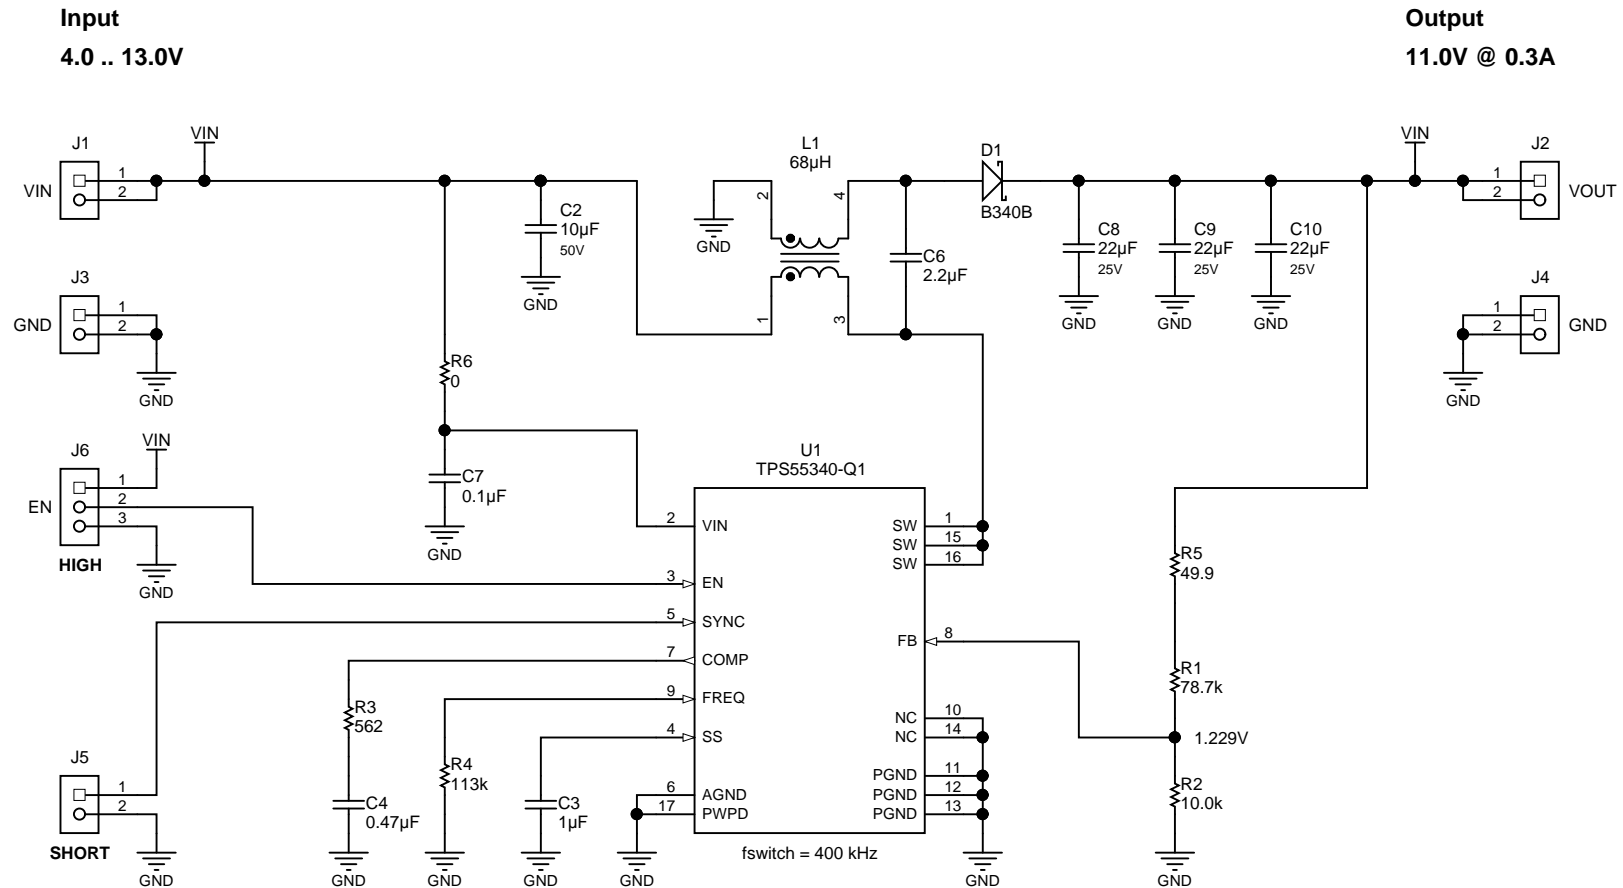 Input
4.0 .. 13.0V
Output
11.0V @ 0.3A
J1
VIN
1
2
VIN
C2
10µF
50V
GND
L1
68µH
2
4
1
3
GND
C6
2.2µF
D1
B340B
C8
22µF
25V
GND
C9
22µF
25V
GND
C10
22µF
25V
GND
VIN
J2
1
2
VOUT
J3
GND
1
2
GND
J4
1
2
GND
GND
R6
0
C7
0.1µF
GND
J6
EN
1
2
3
VIN
HIGH
GND
U1
TPS55340-Q1
2 VIN
3 EN
5 SYNC
7 COMP
9 FREQ
4 SS
6 AGND
17 PWPD
SW 1
SW 15
SW 16
FB 8
NC 10
NC 14
PGND 11
PGND 12
PGND 13
fswitch = 400 kHz
R5
49.9
R1
78.7k
1.229V
R2
10.0k
GND
J5
1
2
SHORT
GND
R3
562
C4
0.47µF
GND
R4
113k
GND
C3
1µF
GND
GND
GND